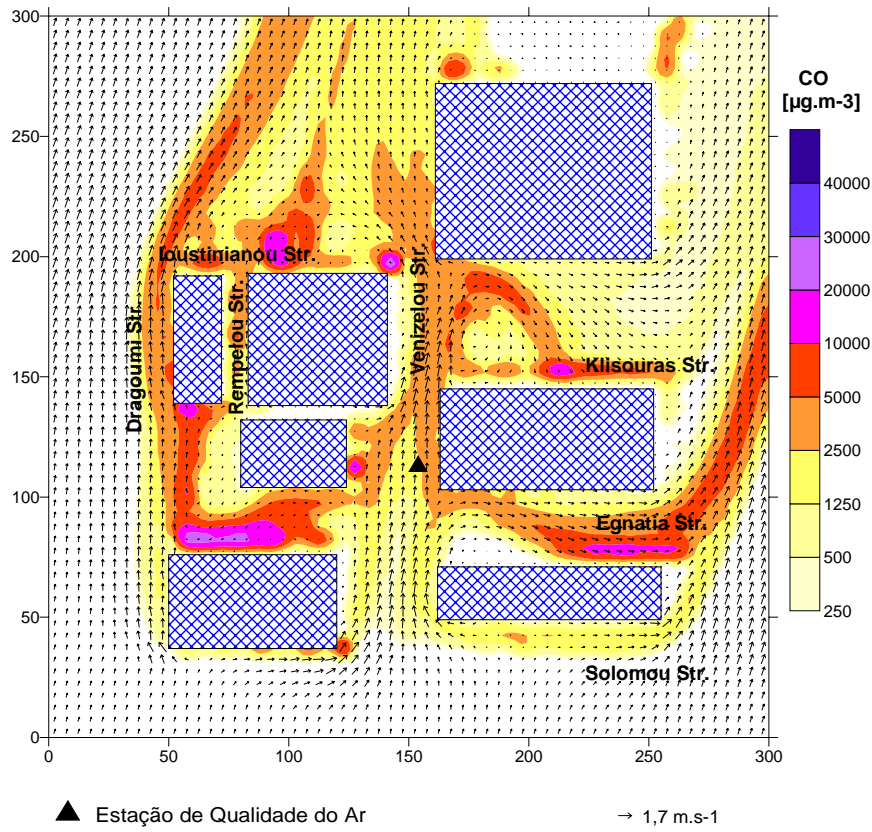 300
250
200
150
100
50
0
0 50 100 150 200 250 300
Ioustinianou Str.
Dragoumi Str.
Rempelou Str.
Venizelou Str.
Klisouras Str.
Egnatia Str.
Solomou Str.
CO
[µg.m-3]
40000
30000
20000
10000
5000
2500
1250
500
250
Estação de Qualidade do Ar
→ 1,7 m.s-1